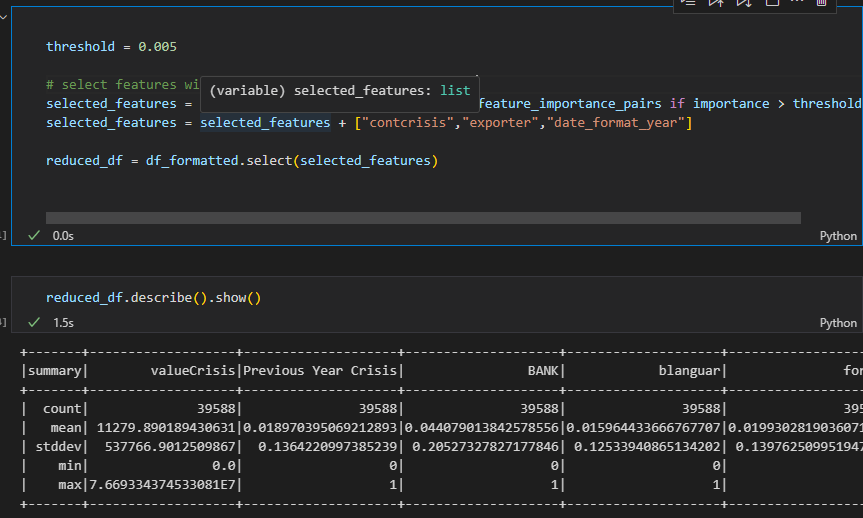 threshold = 0.005
# select features wi
(variable) selected_features: list
selected_features = feature_importance_pairs if importance > threshold
selected_features = selected_features + ["contcrisis","exporter","date_format_year"]
reduced_df = df_formatted.select(selected_features)
0.0s Python
reduced_df.describe().show()
1.5s Python
+-------+------------------+--------------------+-------------------+--------------------+-----------------
|summary| valueCrisis|Previous Year Crisis| BANK| blanguar| for
+-------+------------------+--------------------+-------------------+--------------------+-----------------
| count| 39588| 39588| 39588| 39588| 395
| mean| 11279.890189430631|0.018970395069212893|0.044079013842578556|0.015964433666767707|0.0199302819036071
| stddev| 537766.9012509867| 0.1364220997385239| 0.20527327827177846| 0.12533940865134202| 0.139762509951947
| min| 0.0| 0| 0| 0|
| max|7.669334374533081E7| 1| 1| 1|
+-------+------------------+--------------------+-------------------+--------------------+-----------------